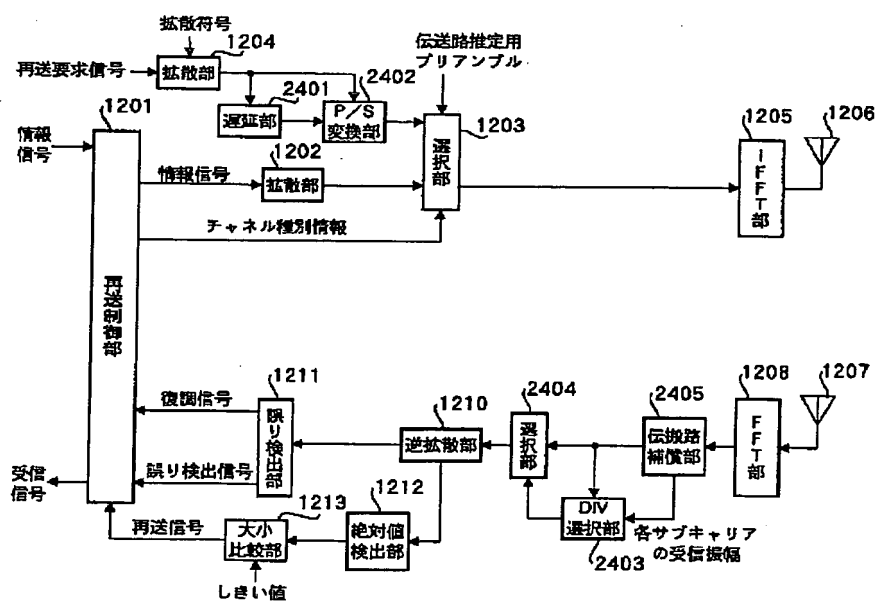 拡散符号
1204
再送要求信号
拡散部
2401
遅延部
2402
P/S
変換部
伝送路推定用
プリアンブル
1203
選択部
1205
IFFT部
1206
1201
情報
信号
情報信号
1202
拡散部
チャネル種別情報
再送制御部
復調信号
1211
誤り検出部
誤り検出信号
受信
信号
再送信号
1213
大小
比較部
しきい値
1212
絶対値
検出部
1210
逆拡散部
2404
選択部
2405
伝搬路
補償部
DIV
選択部
2403
各サブキャリア
の受信振幅
1208
FFT部
1207